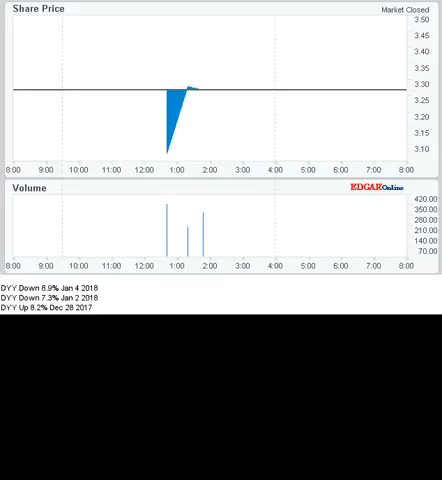 Share Price Market Closed
3.50
3.45
3.40
3.35
3.30
3.25
3.20
3.15
3.10
8:00 9:00 10:00 11:00 12:00 1:00 2:00 3:00 4:00 5:00 6:00 7:00 8:00
Volume EDGAROnline
420.00
350.00
280.00
210.00
140.00
70.00
8:00 9:00 10:00 11:00 12:00 1:00 2:00 3:00 4:00 5:00 6:00 7:00 8:00
DYY Down 8.9% Jan 4 2018
DYY Down 7.3% Jan 2 2018
DYY Up 8.2% Dec 28 2017